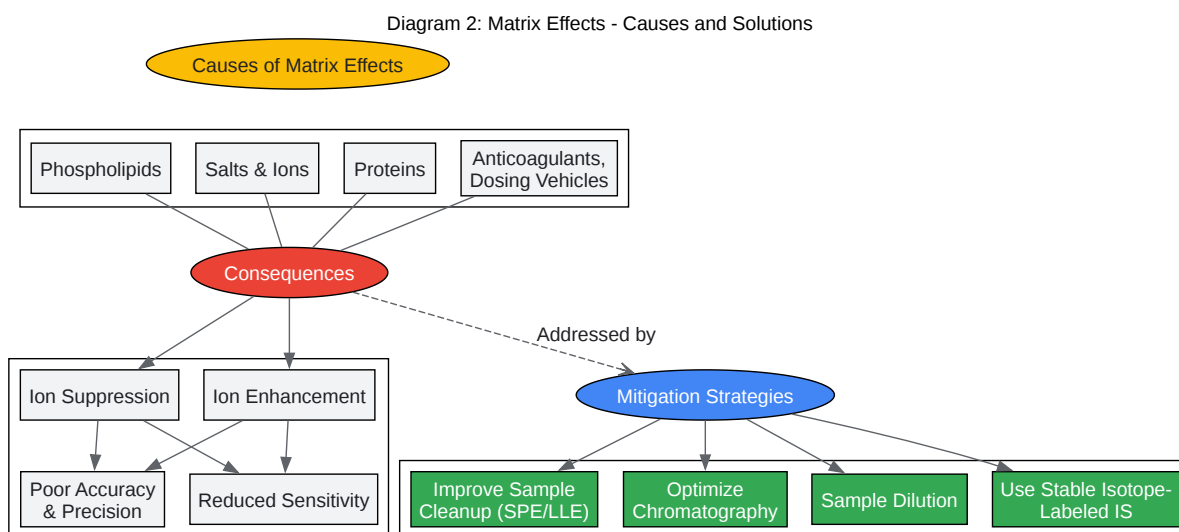 Diagram 2: Matrix Effects - Causes and Solutions
Causes of Matrix Effects
Phospholipids
Salts & Ions
Proteins
Anticoagulants,
Dosing Vehicles
Consequences
Addressed by
Ion Suppression
Ion Enhancement
Mitigation Strategies
Poor Accuracy
& Precision
Reduced Sensitivity
Improve Sample
Cleanup (SPE/LLE)
Optimize
Chromatography
Sample Dilution
Use Stable Isotope-
Labeled IS